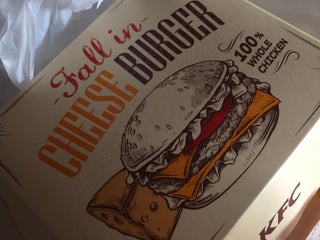 -Fall in-
CHEESE BURGER
100%
WHOLE
CHICKEN
KFC